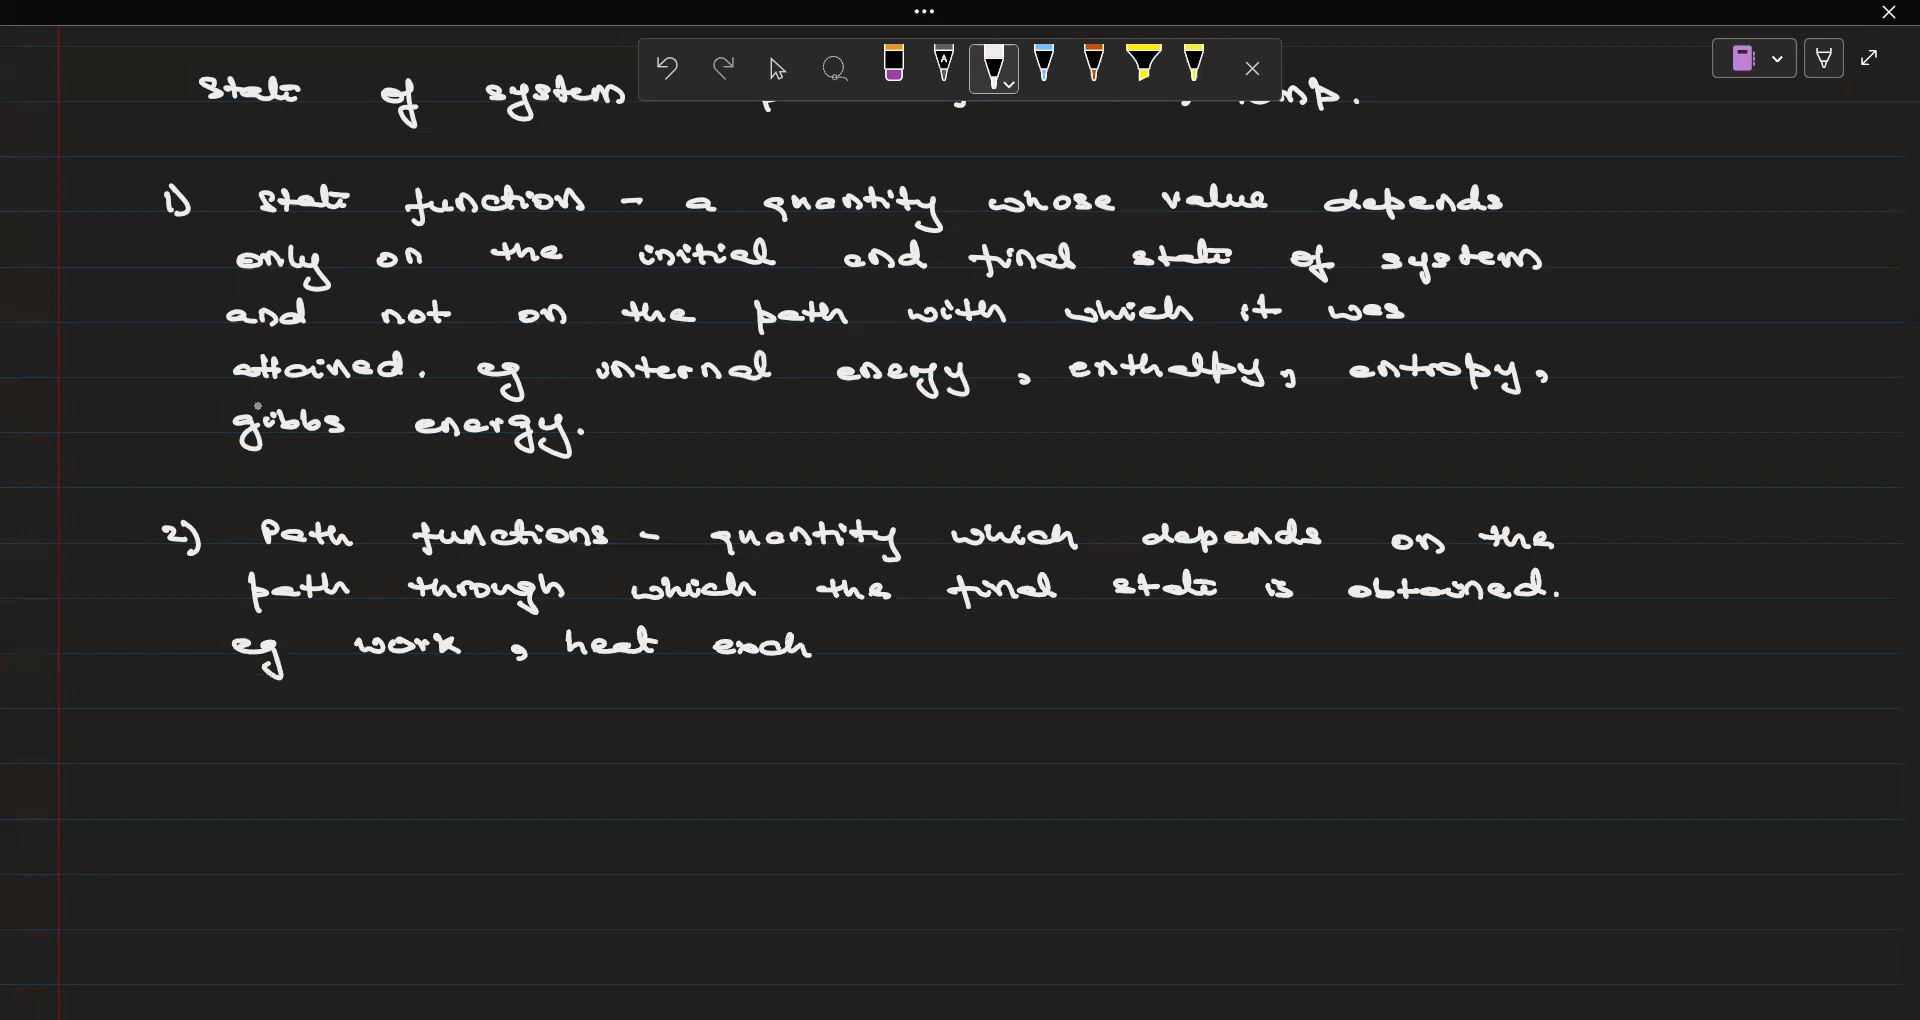 State of system
1) State function - a quantity whose value depends
only on the initial and final state of system
and not on the path with which it was
attained. eg internal energy, enthalpy, entropy,
gibbs energy.
2) Path functions - quantity which depends on the
path through which the final state is obtained.
eg work, heat exch